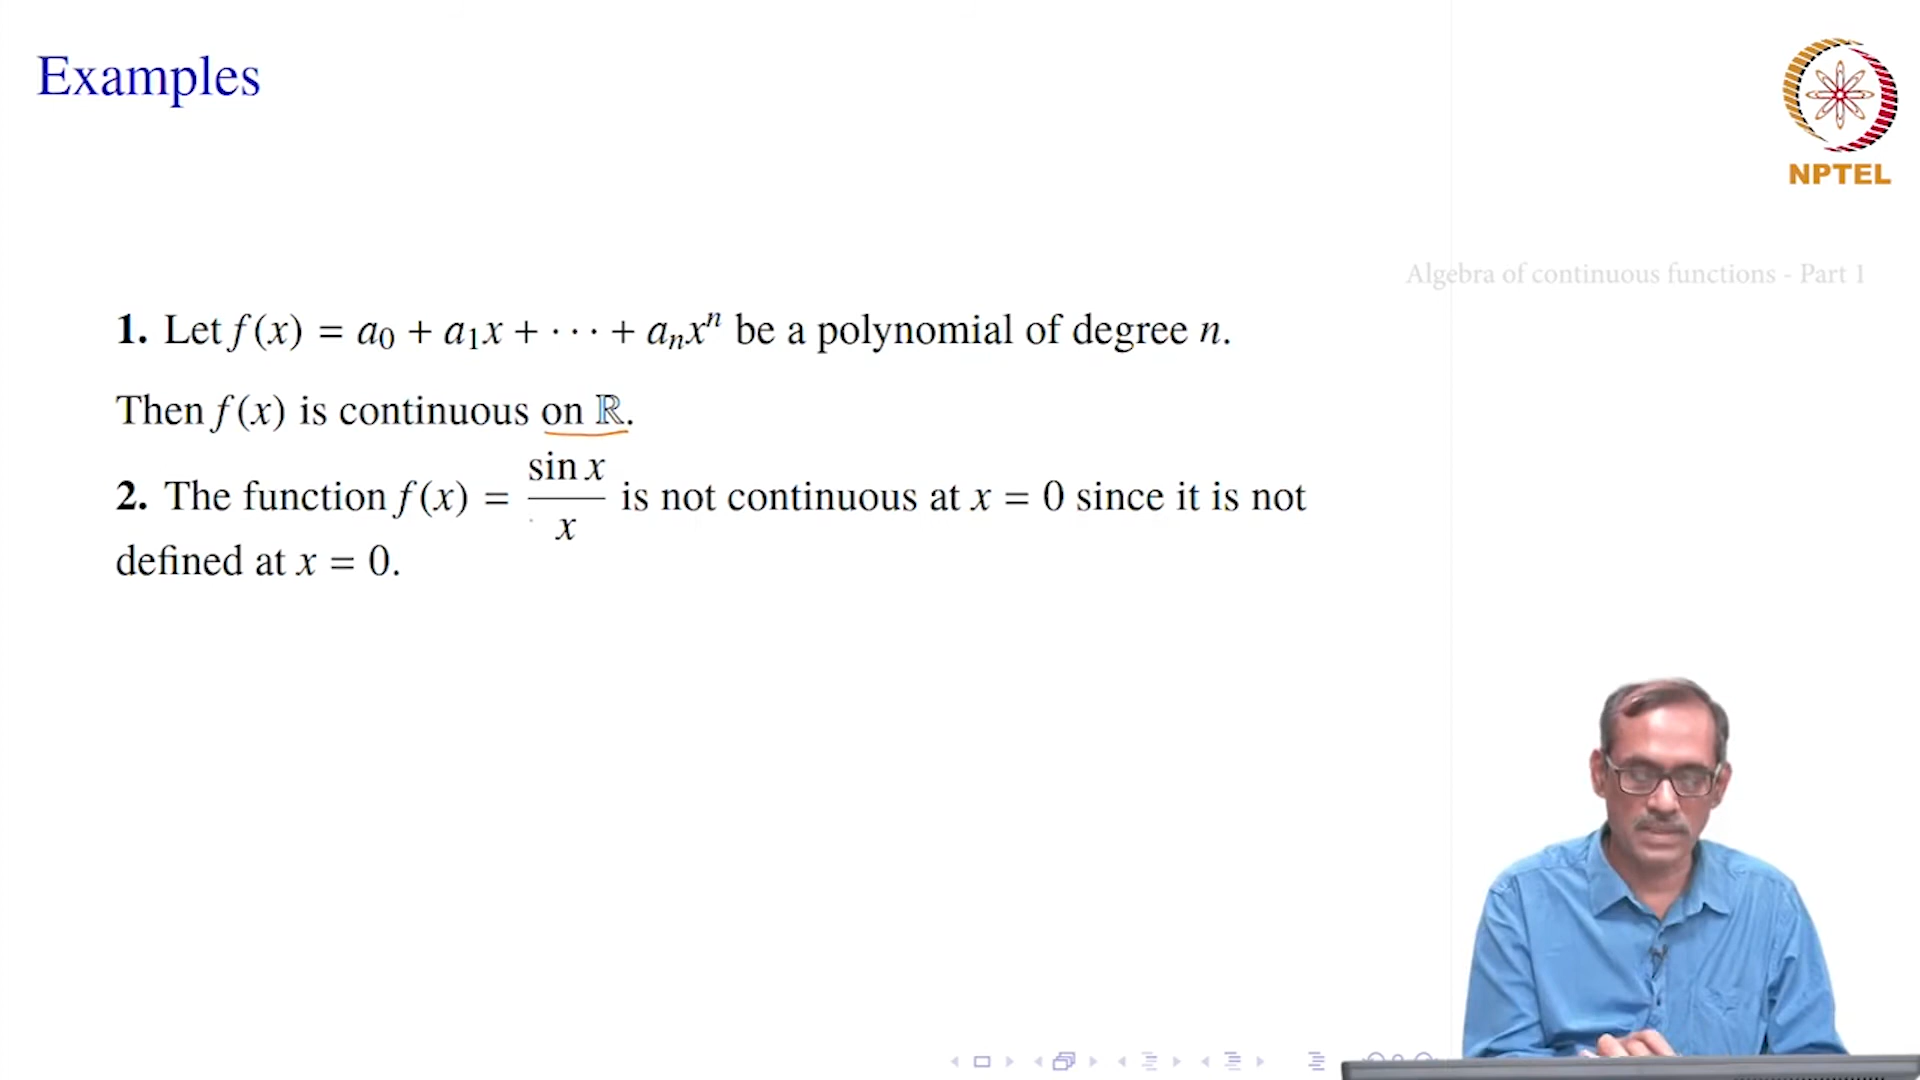 Examples
NPTEL
Algebra of continuous functions - Part 1
1. Let f(x) = a₀ + a₁x + · · · + aₙxⁿ be a polynomial of degree n.
Then f(x) is continuous on ℝ.
2. The function f(x) = sin x / x is not continuous at x = 0 since it is not
defined at x = 0.